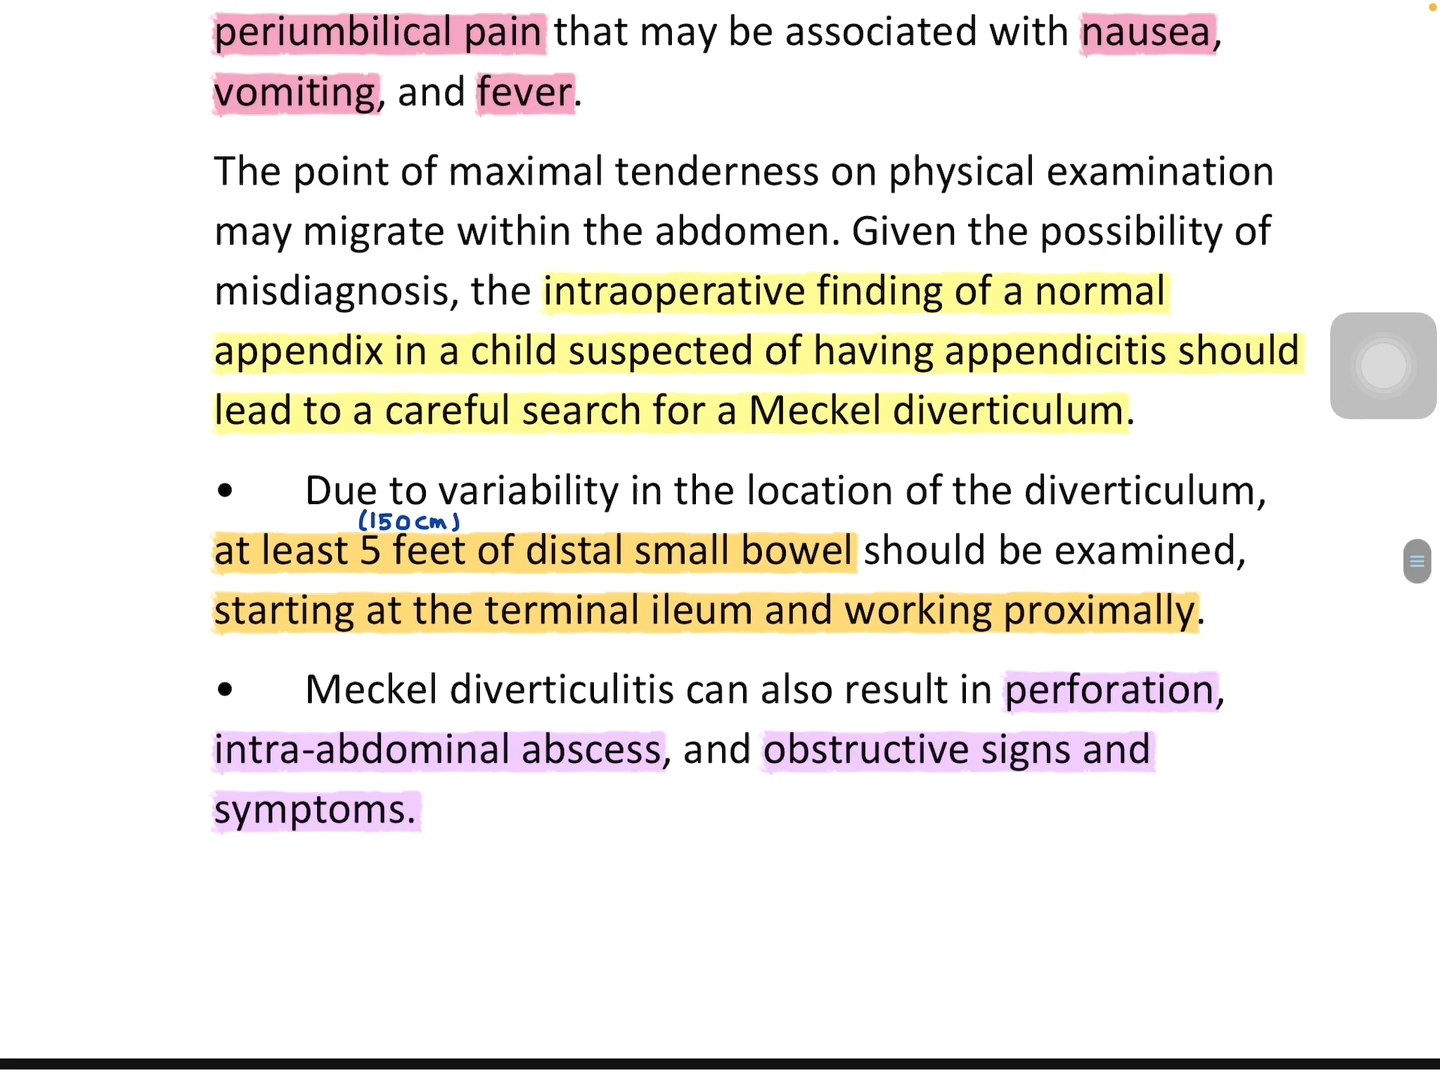 periumbilical pain that may be associated with nausea,
vomiting, and fever.
The point of maximal tenderness on physical examination
may migrate within the abdomen. Given the possibility of
misdiagnosis, the intraoperative finding of a normal
appendix in a child suspected of having appendicitis should
lead to a careful search for a Meckel diverticulum.
• Due to variability in the location of the diverticulum,
(150cm)
at least 5 feet of distal small bowel should be examined,
starting at the terminal ileum and working proximally.
• Meckel diverticulitis can also result in perforation,
intra-abdominal abscess, and obstructive signs and
symptoms.